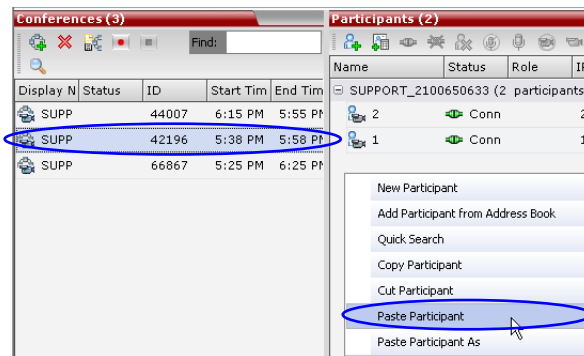 Conferences (3)
Find:
Display N Status ID Start Tim End Tim
SUPP 44007 6:15 PM 5:55 PM
SUPP 42196 5:38 PM 5:58 PM
SUPP 66867 5:25 PM 6:25 PM
Participants (2)
Name Status Role IP
SUPPORT_2100650633 (2 participants
2 Conn 2
1 Conn 1
New Participant
Add Participant from Address Book
Quick Search
Copy Participant
Cut Participant
Paste Participant
Paste Participant As